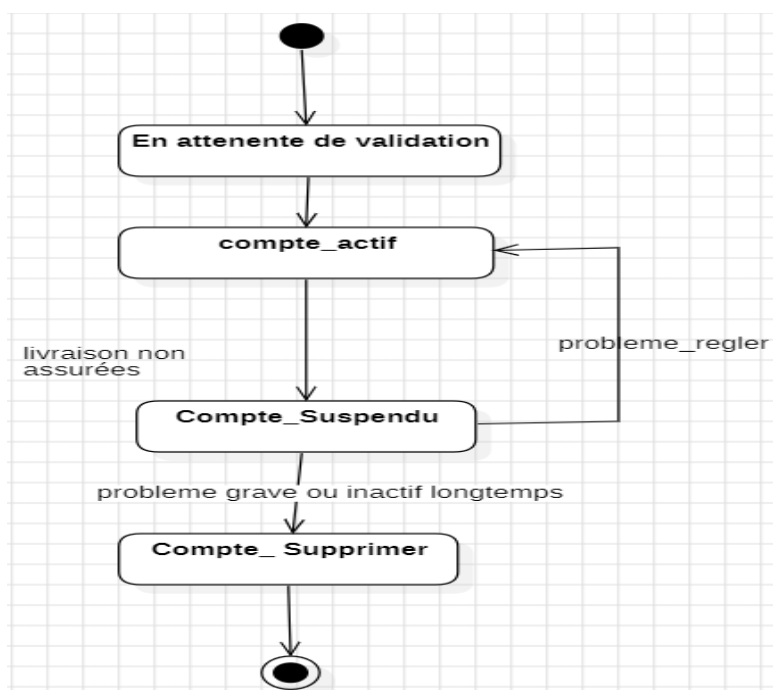 En attenente de validation
compte_actif
livraison non
assurées
probleme_regler
Compte_Suspendu
probleme grave ou inactif longtemps
Compte_ Supprimer